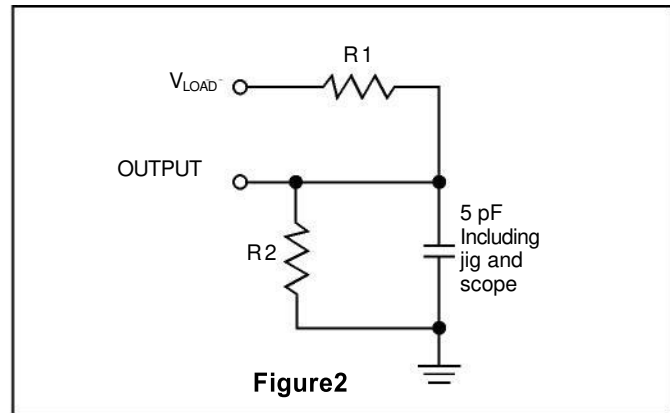 R1
VLOAD
OUTPUT
R2
5 pF
Including
jig and
scope
Figure2